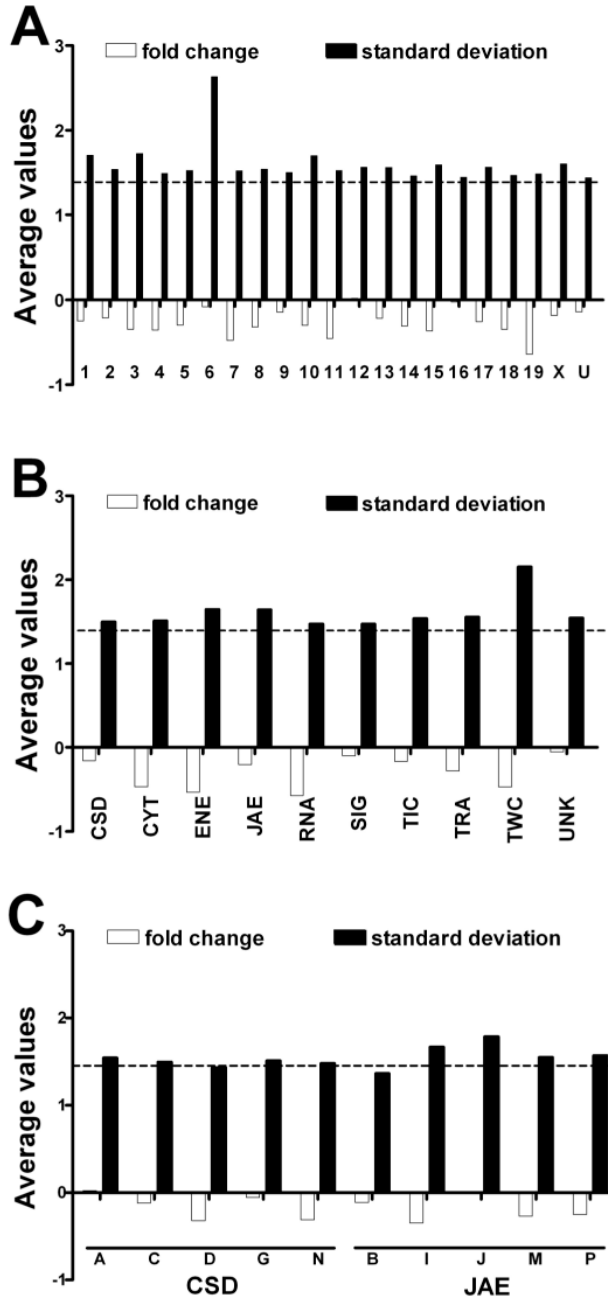 A
fold change standard deviation
Average values
3
2
1
0
-1
1 2 3 4 5 6 7 8 9 10 11 12 13 14 15 16 17 18 19 X U
B
fold change standard deviation
Average values
3
2
1
0
-1
CSD CYT ENE JAE RNA SIG TIC TRA TWC UNK
C
fold change standard deviation
Average values
3
2
1
0
-1
A C D G N B I J M P
CSD JAE